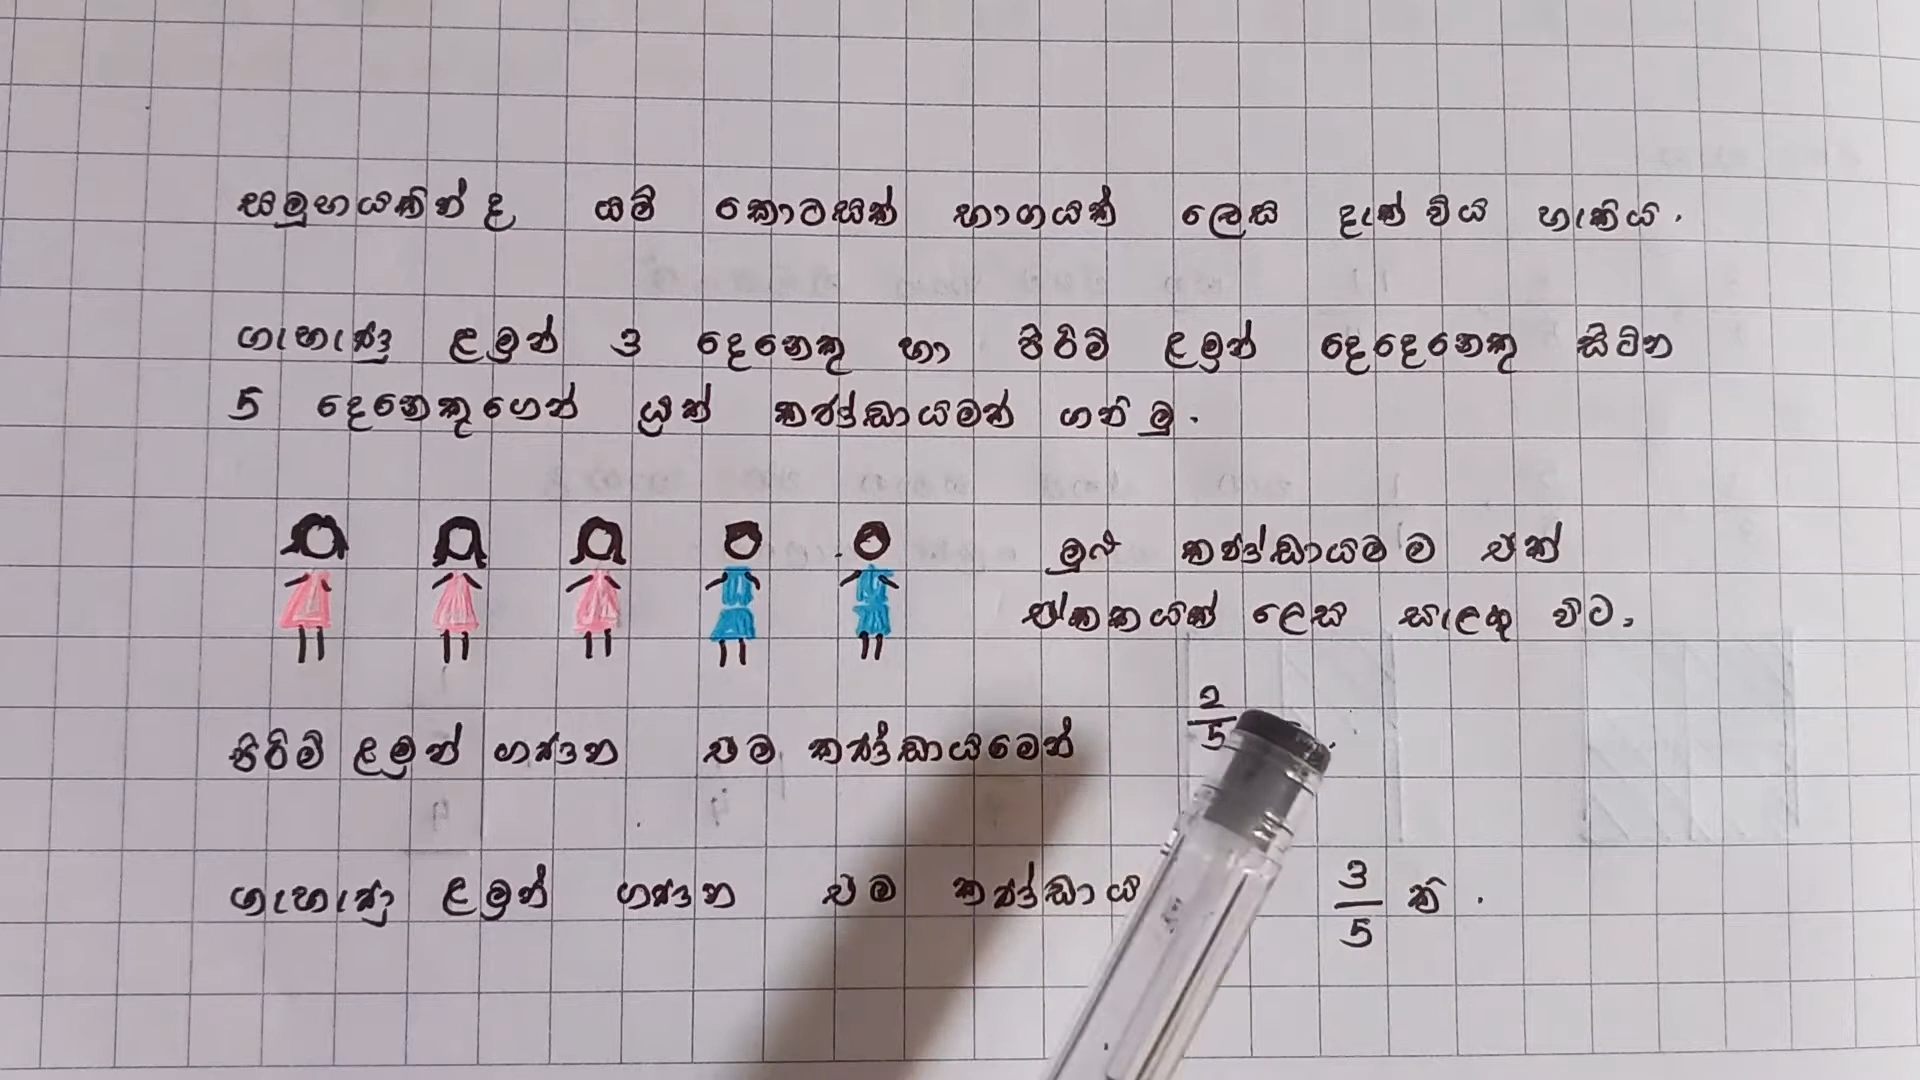 සමූහයකින් ද යම් කොටසක් භාගයක් ලෙස දැක්විය හැකිය.
ගැහැණු ළමුන් 3 දෙනෙකු හා පිරිමි ළමුන් දෙදෙනෙකු සිටින
5 දෙනෙකුගෙන් යුත් කණ්ඩායමක් ගනිමු.
මුළු කණ්ඩායමම එක්
ඒකකයක් ලෙස සැලකූ විට,
පිරිමි ළමුන් ගණන එම කණ්ඩායමෙන් 2/5
ගැහැණු ළමුන් ගණන එම 3/5 කි.